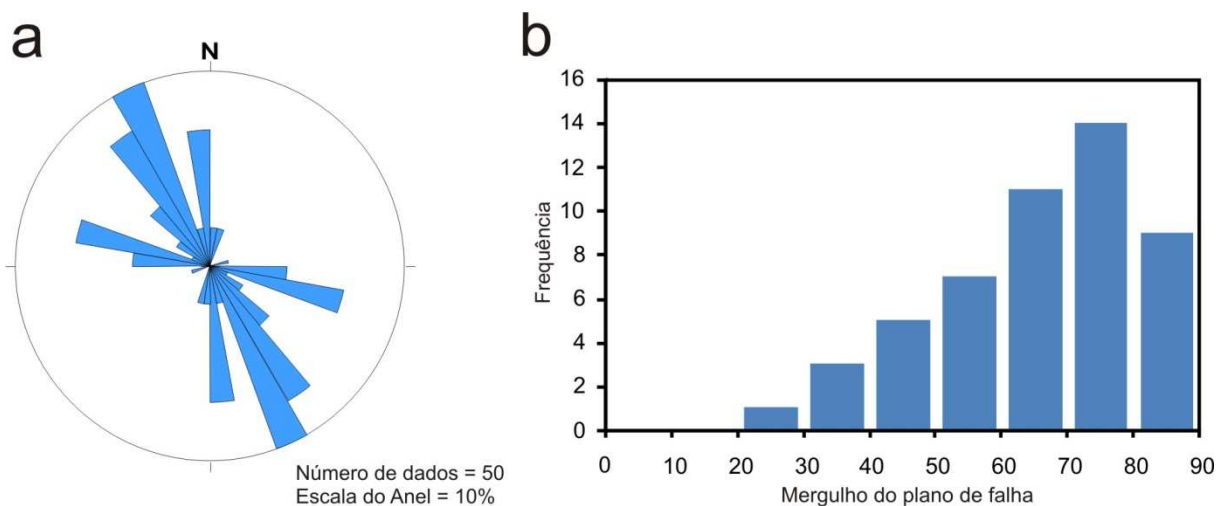 a
N
Número de dados = 50
Escala do Anel = 10%
b
Frequência
16
14
12
10
8
6
4
2
0
0 10 20 30 40 50 60 70 80 90
Mergulho do plano de falha